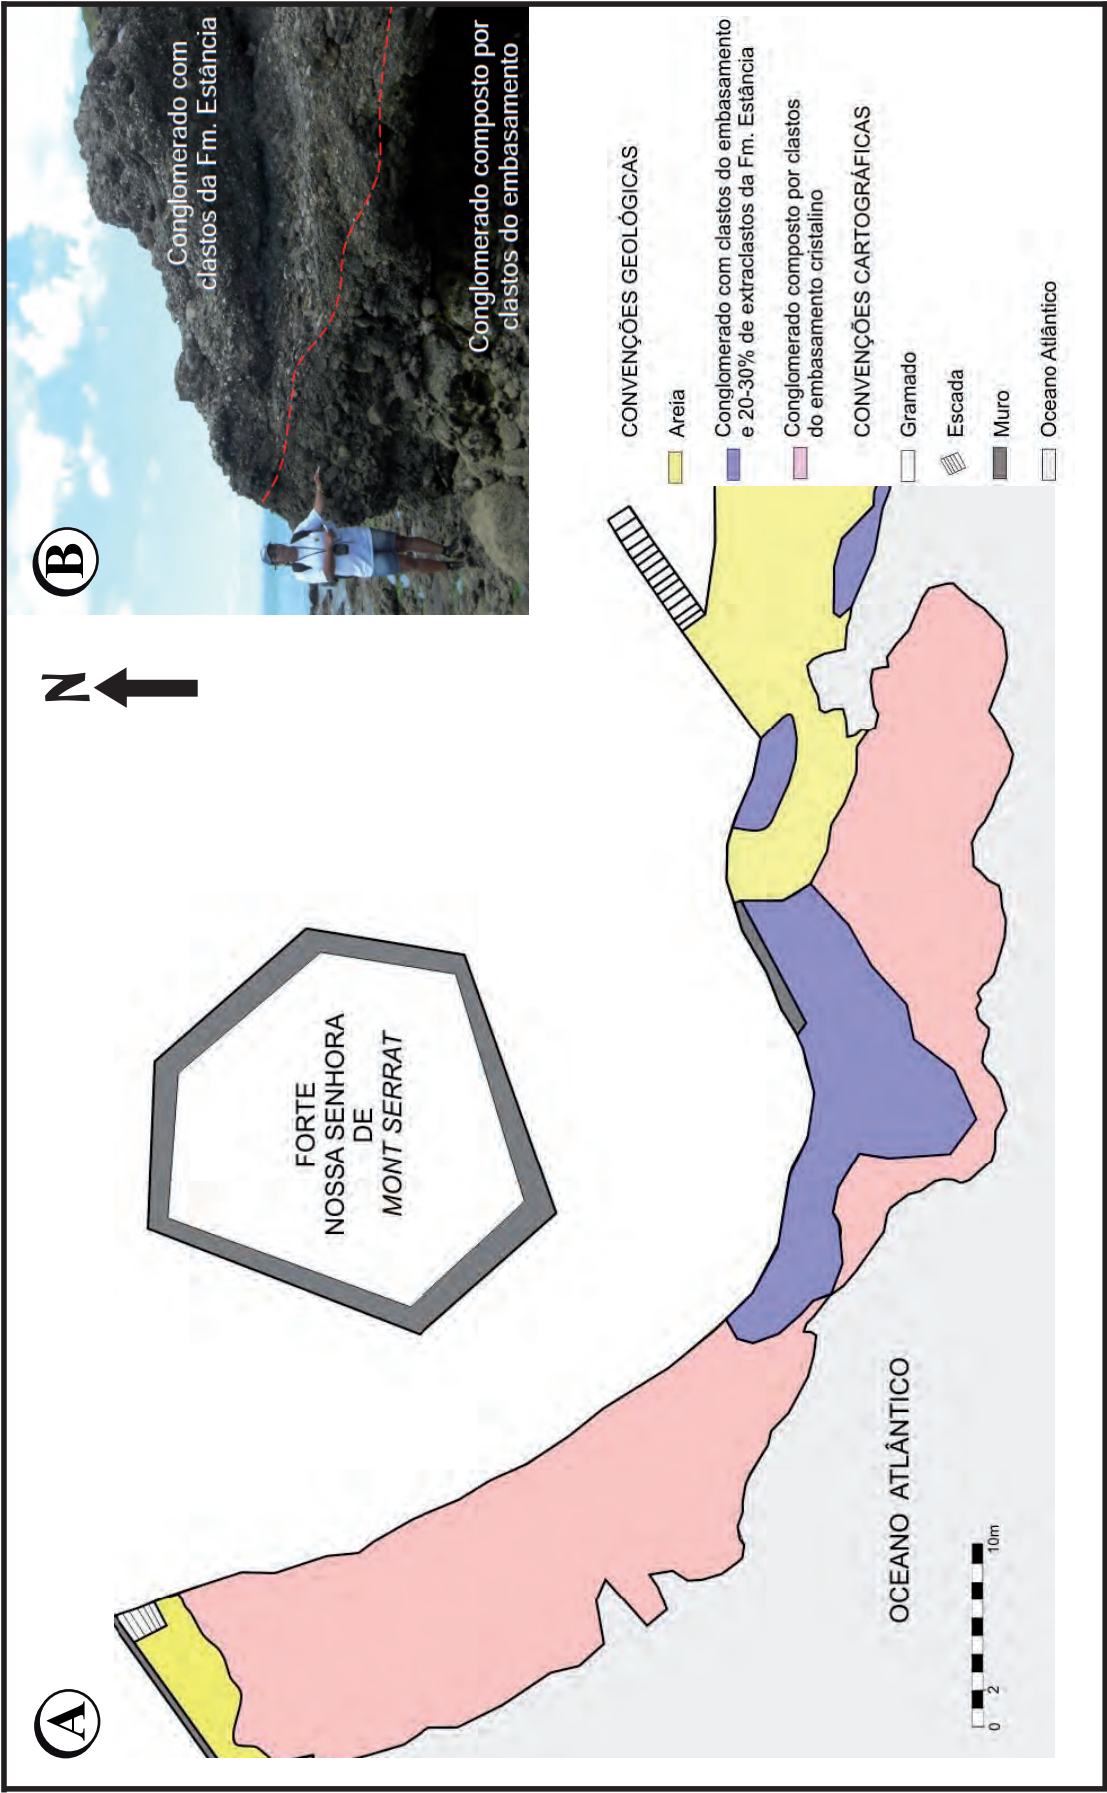 A
B
Conglomerado com
clastos da Fm. Estância
Conglomerado composto por
clastos do embasamento
N
FORTE
NOSSA SENHORA
DE
MONT SERRAT
OCEANO ATLÂNTICO
0 2 10m
CONVENÇÕES GEOLÓGICAS
Areia
Conglomerado com clastos do embasamento
e 20-30% de extraclastos da Fm. Estância
Conglomerado composto por clastos
do embasamento cristalino
CONVENÇÕES CARTOGRÁFICAS
Gramado
Escada
Muro
Oceano Atlântico